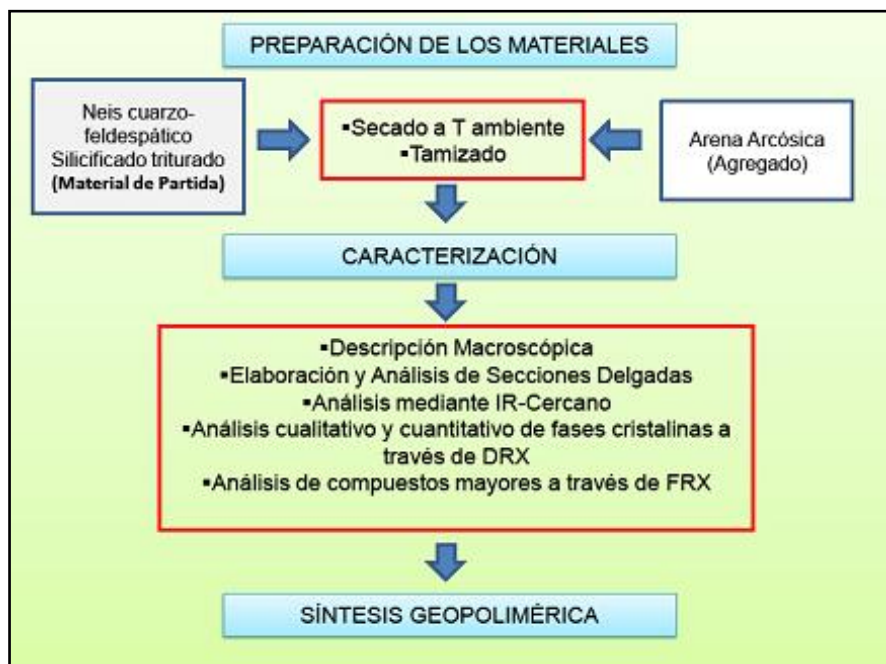 PREPARACIÓN DE LOS MATERIALES
Neis cuarzo-
feldespático
Silicificado triturado
(Material de Partida)
▪Secado a T ambiente
▪Tamizado
Arena Arcósica
(Agregado)
CARACTERIZACIÓN
▪Descripción Macroscópica
▪Elaboración y Análisis de Secciones Delgadas
▪Análisis mediante IR-Cercano
▪Análisis cualitativo y cuantitativo de fases cristalinas a
través de DRX
▪Análisis de compuestos mayores a través de FRX
SÍNTESIS GEOPOLIMÉRICA